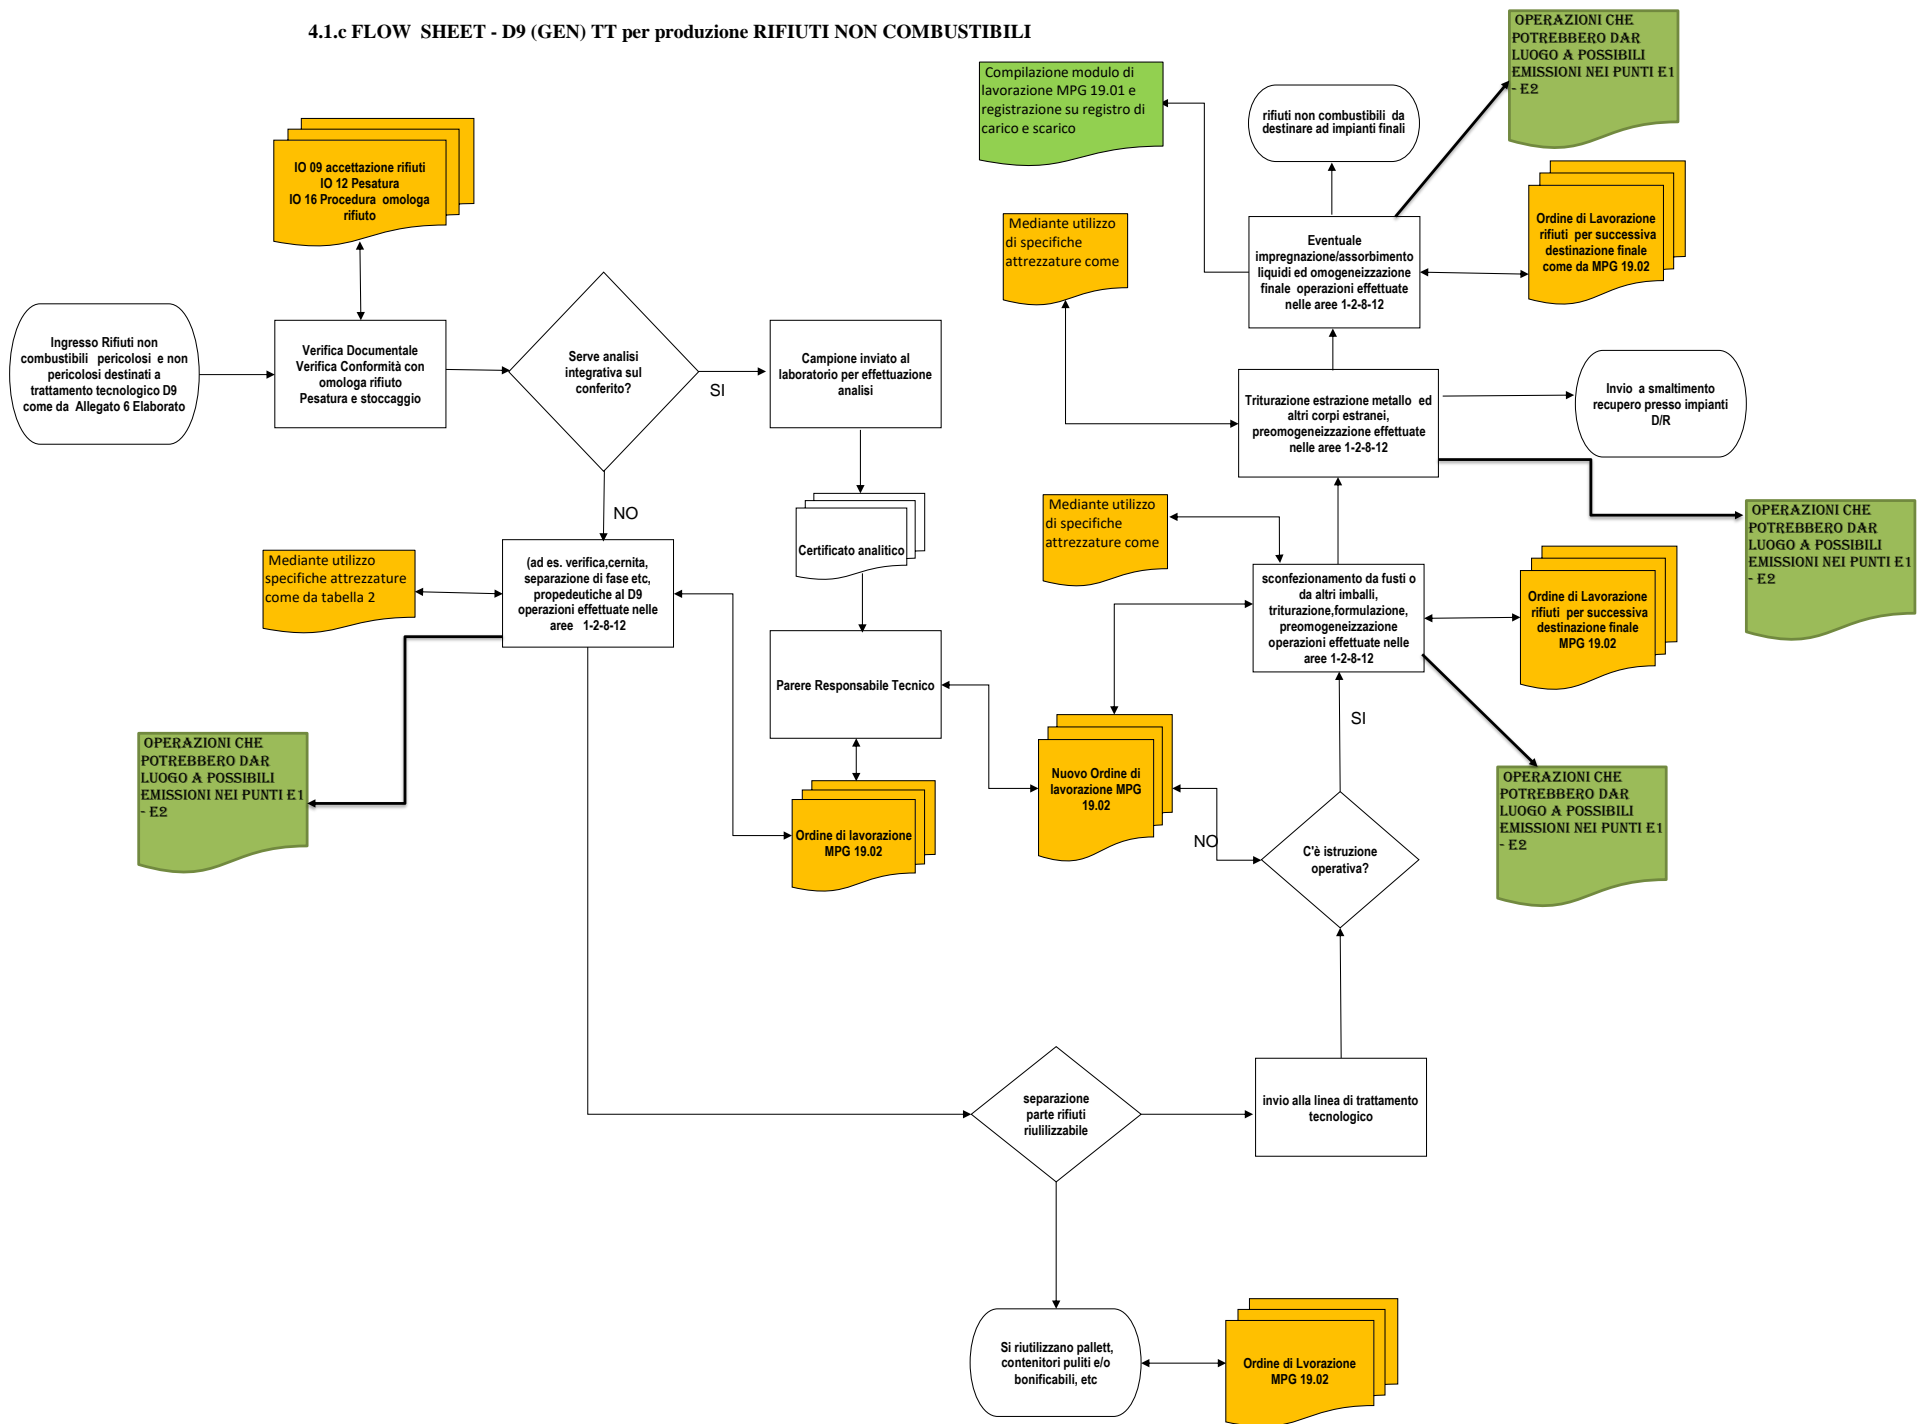 4.1.c FLOW SHEET - D9 (GEN) TT per produzione RIFIUTI NON COMBUSTIBILI
OPERAZIONI CHE
POTREBBERO DAR
LUOGO A POSSIBILI
EMISSIONI NEI PUNTI E1
- E2
Compilazione modulo di
lavorazione MPG 19.01 e
registrazione su registro di
carico e scarico
rifiuti non combustibili da
destinare ad impianti finali
IO 09 accettazione rifiuti
IO 12 Pesatura
IO 16 Procedura omologa
rifiuto
Mediante utilizzo
di specifiche
attrezzature come
Eventuale
impregnazione/assorbimento
liquidi ed omogeneizzazione
finale operazioni effettuate
nelle aree 1-2-8-12
Ordine di Lavorazione
rifiuti per successiva
destinazione finale
come da MPG 19.02
Ingresso Rifiuti non
combustibili pericolosi e non
pericolosi destinati a
trattamento tecnologico D9
come da Allegato 6 Elaborato
Verifica Documentale
Verifica Conformità con
omologa rifiuto
Pesatura e stoccaggio
Serve analisi
integrativa sul
conferito?
SI
Campione inviato al
laboratorio per effettuazione
analisi
Triturazione estrazione metallo ed
altri corpi estranei,
preomogeneizzazione effettuate
nelle aree 1-2-8-12
Invio a smaltimento
recupero presso impianti
D/R
NO
Certificato analitico
Mediante utilizzo
di specifiche
attrezzature come
OPERAZIONI CHE
POTREBBERO DAR
LUOGO A POSSIBILI
EMISSIONI NEI PUNTI E1
- E2
Mediante utilizzo
specifiche attrezzature
come da tabella 2
(ad es. verifica,cernita,
separazione di fase etc,
propedeutiche al D9
operazioni effettuate nelle
aree 1-2-8-12
sconfezionamento da fusti o
da altri imballi,
triturazione,formulazione,
preomogeneizzazione
operazioni effettuate nelle
aree 1-2-8-12
Ordine di Lavorazione
rifiuti per successiva
destinazione finale
MPG 19.02
Parere Responsabile Tecnico
SI
OPERAZIONI CHE
POTREBBERO DAR
LUOGO A POSSIBILI
EMISSIONI NEI PUNTI E1
- E2
Nuovo Ordine di
lavorazione MPG
19.02
OPERAZIONI CHE
POTREBBERO DAR
LUOGO A POSSIBILI
EMISSIONI NEI PUNTI E1
- E2
Ordine di lavorazione
MPG 19.02
NO
C'è istruzione
operativa?
separazione
parte rifiuti
riulilizzabile
invio alla linea di trattamento
tecnologico
Si riutilizzano pallett,
contenitori puliti e/o
bonificabili, etc
Ordine di Lvorazione
MPG 19.02